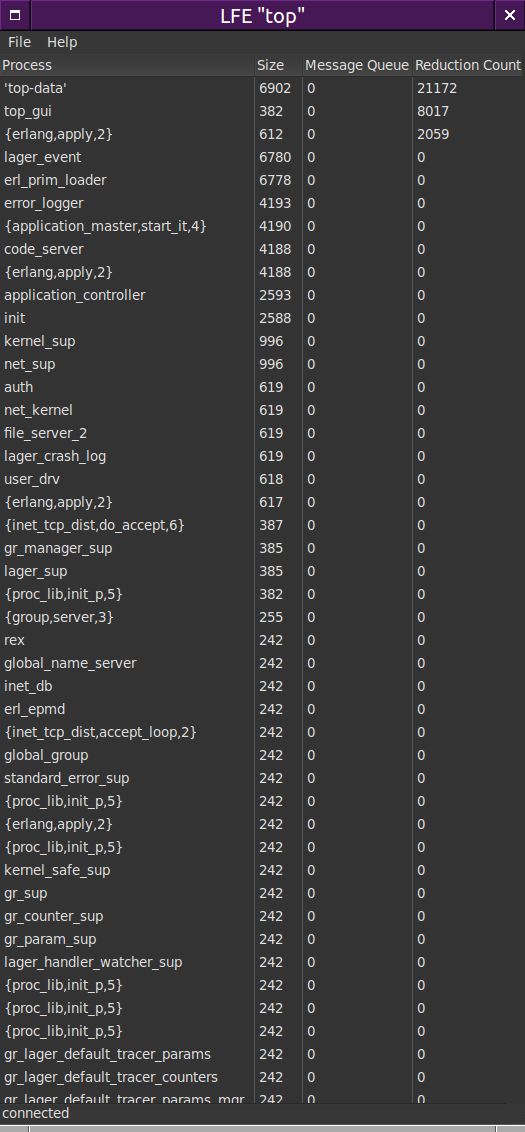 LFE "top"
File Help
Process Size Message Queue Reduction Count
'top-data' 6902 0 21172
top_gui 382 0 8017
{erlang,apply,2} 612 0 2059
lager_event 6780 0 0
erl_prim_loader 6778 0 0
error_logger 4193 0 0
{application_master,start_it,4} 4190 0 0
code_server 4188 0 0
{erlang,apply,2} 4188 0 0
application_controller 2593 0 0
init 2588 0 0
kernel_sup 996 0 0
net_sup 996 0 0
auth 619 0 0
net_kernel 619 0 0
file_server_2 619 0 0
lager_crash_log 619 0 0
user_drv 618 0 0
{erlang,apply,2} 617 0 0
{inet_tcp_dist,do_accept,6} 387 0 0
gr_manager_sup 385 0 0
lager_sup 385 0 0
{proc_lib,init_p,5} 382 0 0
{group,server,3} 255 0 0
rex 242 0 0
global_name_server 242 0 0
inet_db 242 0 0
erl_epmd 242 0 0
{inet_tcp_dist,accept_loop,2} 242 0 0
global_group 242 0 0
standard_error_sup 242 0 0
{proc_lib,init_p,5} 242 0 0
{erlang,apply,2} 242 0 0
{proc_lib,init_p,5} 242 0 0
kernel_safe_sup 242 0 0
gr_sup 242 0 0
gr_counter_sup 242 0 0
gr_param_sup 242 0 0
lager_handler_watcher_sup 242 0 0
{proc_lib,init_p,5} 242 0 0
{proc_lib,init_p,5} 242 0 0
{proc_lib,init_p,5} 242 0 0
gr_lager_default_tracer_params 242 0 0
gr_lager_default_tracer_counters 242 0 0
gr_lager_default_tracer_params_mgr 242 0 0
connected